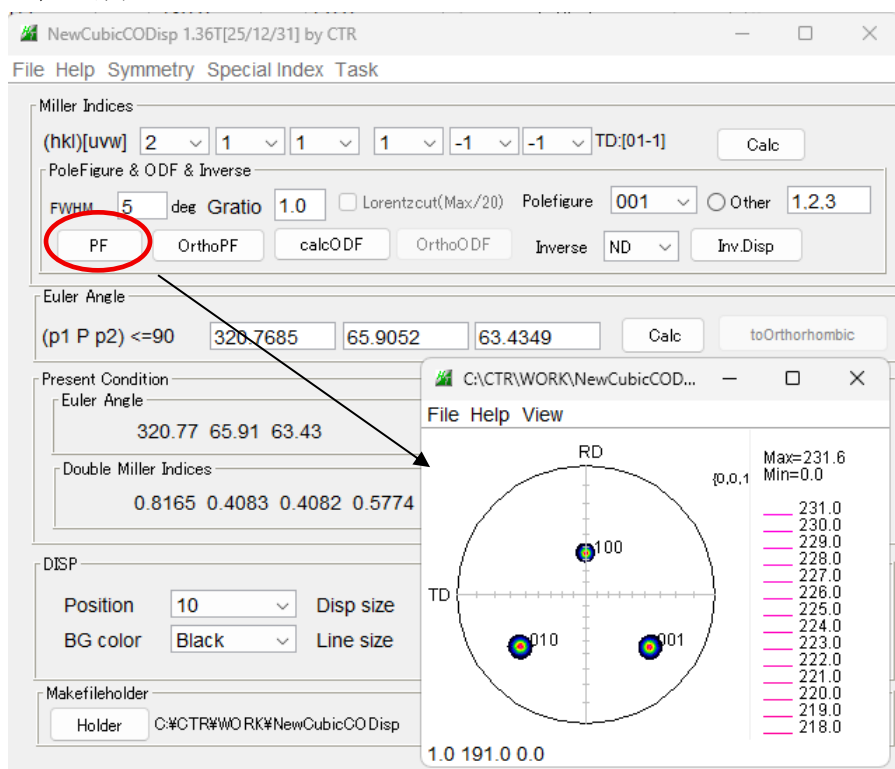 NewCubicCODisp 1.36T[25/12/31] by CTR
File Help Symmetry Special Index Task
Miller Indices
(hkl)[uvw] 2 1 1 1 -1 -1 TD:[01-1] Calc
PoleFigure & ODF & Inverse
FWHM 5 deg Gratio 1.0 Lorentzcut(Max/20) Polefigure 001 Other 1,2,3
PF OrthoPF calcODF OrthoODF Inverse ND Inv.Disp
Euler Angle
(p1 P p2) <=90 320.7685 65.9052 63.4349 Calc toOrthorhombic
Present Condition
Euler Angle
320.77 65.91 63.43
Double Miller Indices
0.8165 0.4083 0.4082 0.5774
DISP
Position 10 Disp size
BG color Black Line size
Makefileholder
Holder C:¥CTR¥WORK¥NewCubicCODisp
C:\CTR\WORK\NewCubicCOD...
File Help View
RD
{0,0,1
Max=231.6
Min=0.0
100
TD
010
001
231.0
230.0
229.0
228.0
227.0
226.0
225.0
224.0
223.0
222.0
221.0
220.0
219.0
218.0
1.0 191.0 0.0